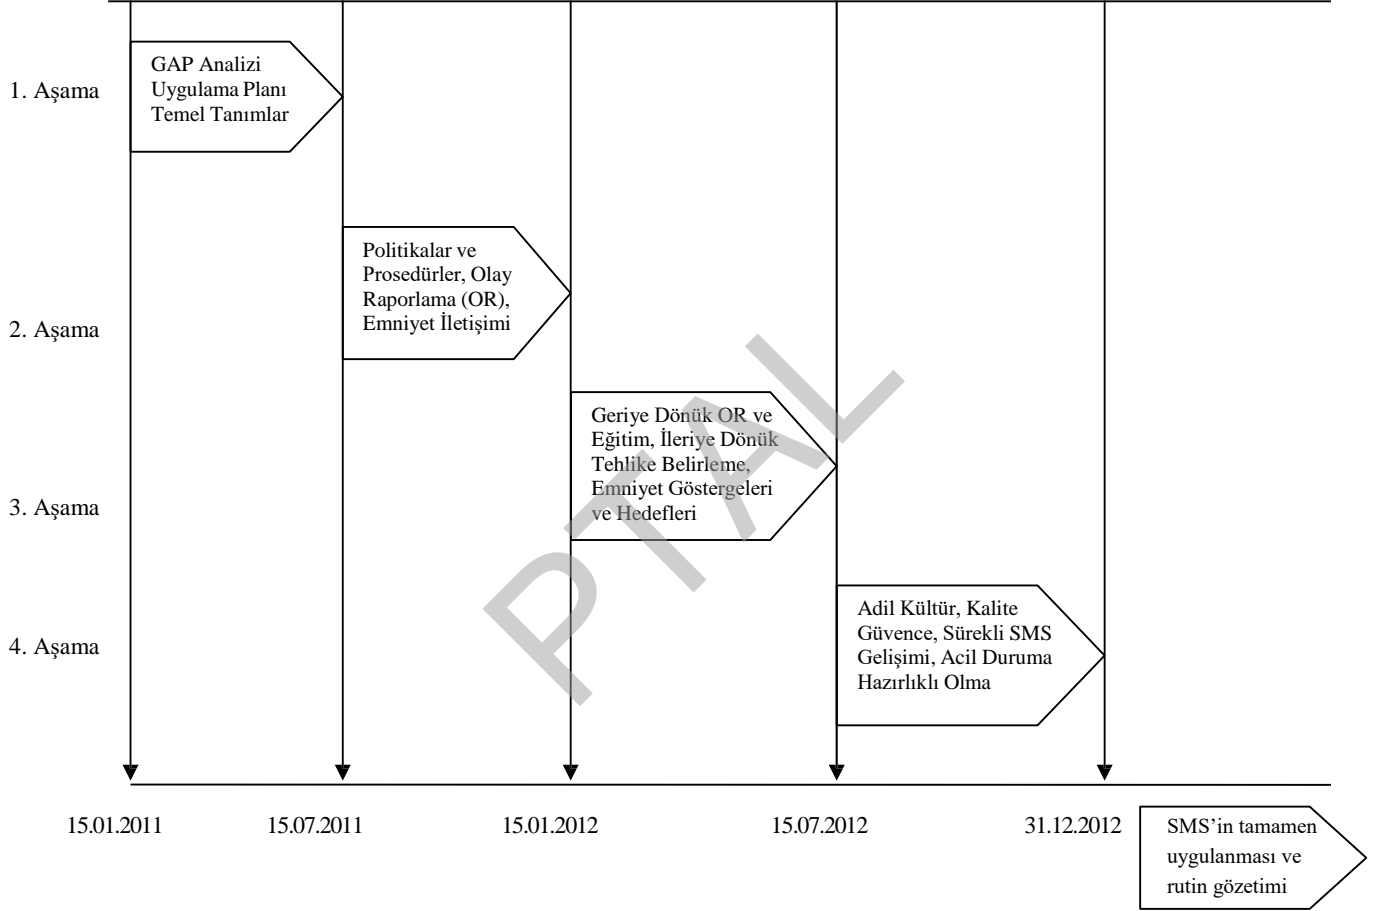 1. Aşama
GAP Analizi
Uygulama Planı
Temel Tanımlar
2. Aşama
Politikalar ve
Prosedürler, Olay
Raporlama (OR),
Emniyet İletişimi
3. Aşama
Geriye Dönük OR ve
Eğitim, İleriye Dönük
Tehlike Belirleme,
Emniyet Göstergeleri
ve Hedefleri
4. Aşama
Adil Kültür, Kalite
Güvence, Sürekli SMS
Gelişimi, Acil Duruma
Hazırlıklı Olma
PTAL
15.01.2011 15.07.2011 15.01.2012 15.07.2012 31.12.2012
SMS’in tamamen
uygulanması ve
rutin gözetimi